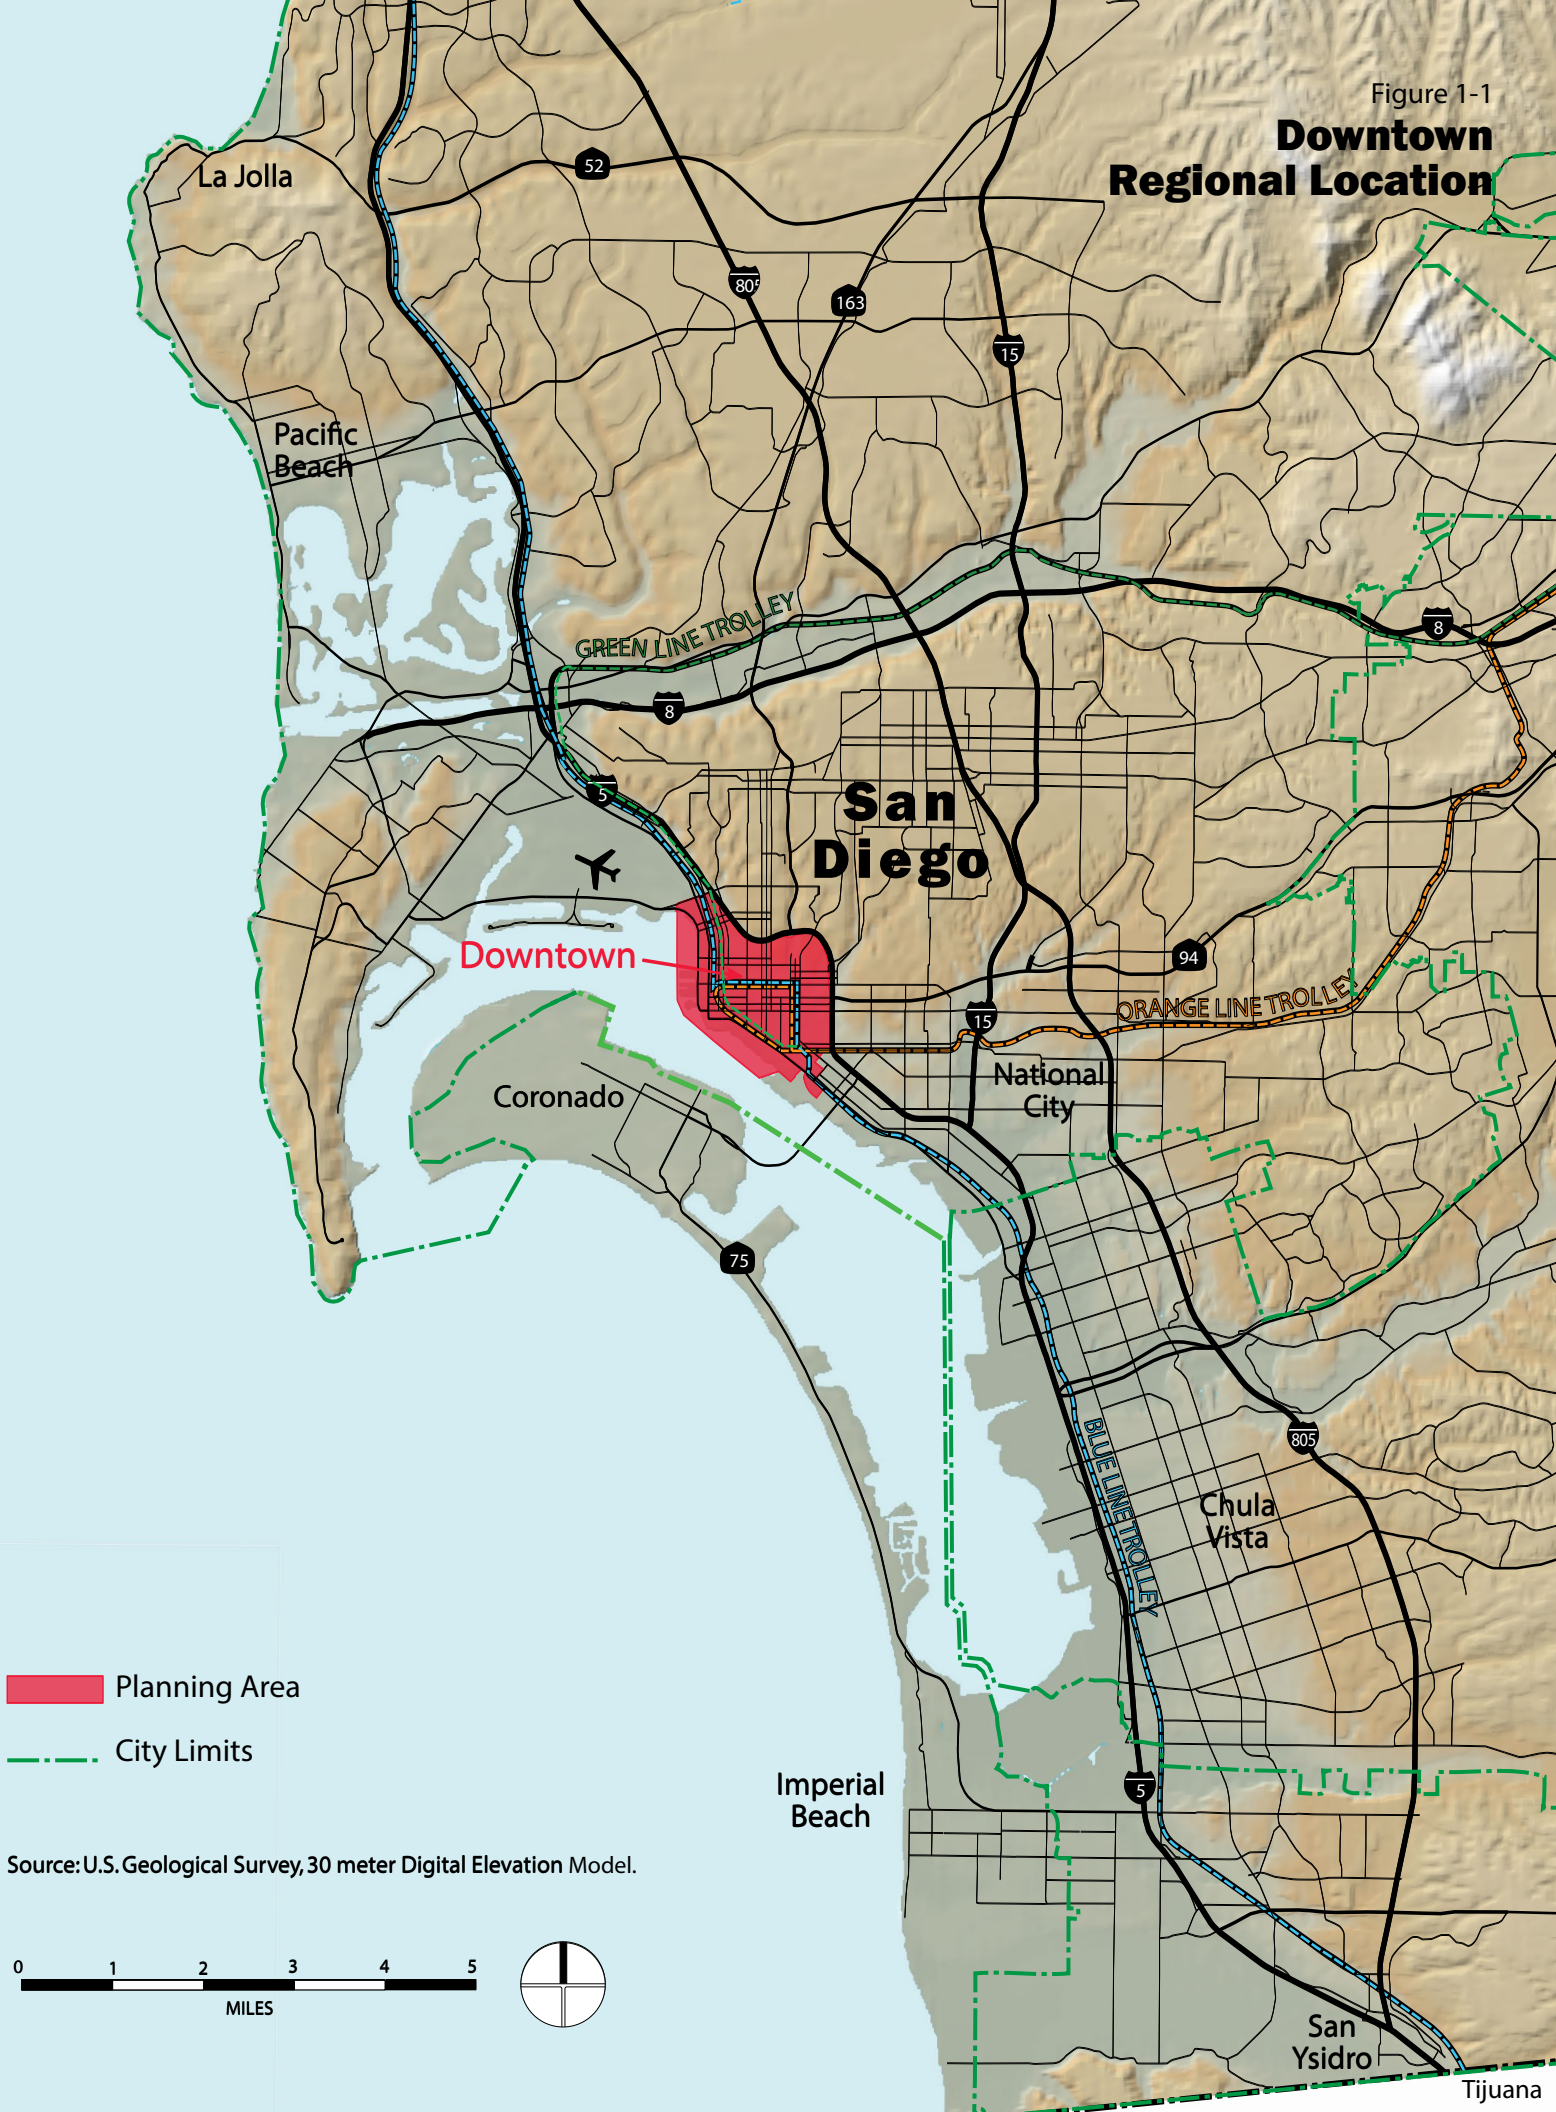 Figure 1-1
Downtown
Regional Location
La Jolla
52
805
163
15
Pacific
Beach
GREEN LINE TROLLEY
8
8
5
San
Diego
Downtown
94
ORANGE LINE TROLLEY
15
National
City
Coronado
75
805
BLUE LINE TROLLEY
Chula
Vista
Planning Area
City Limits
5
Imperial
Beach
Source: U.S. Geological Survey, 30 meter Digital Elevation Model.
0 1 2 3 4 5
MILES
San
Ysidro
Tijuana